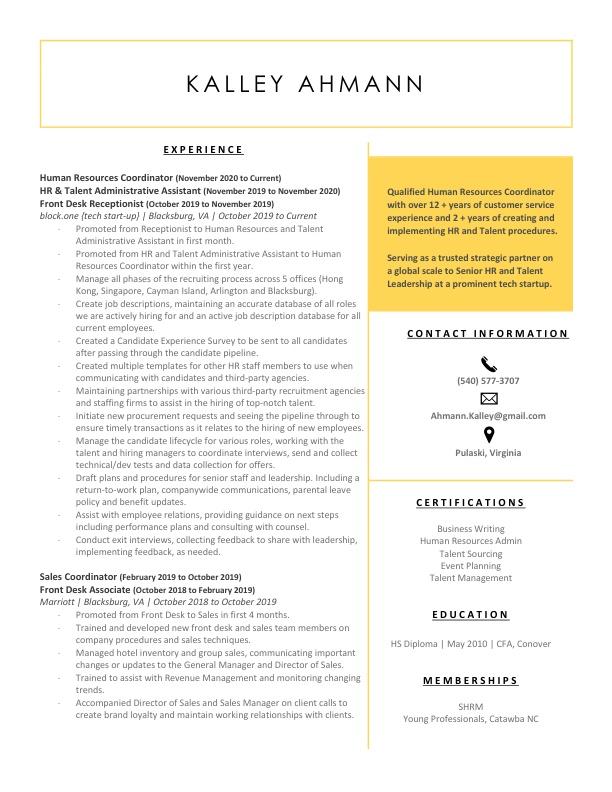 KALLEY AHMANN
EXPERIENCE
Human Resources Coordinator (November 2020 to Current)
HR & Talent Administrative Assistant (November 2019 to November 2020)
Front Desk Receptionist (October 2019 to November 2019)
block.one (tech start-up) | Blacksburg, VA | October 2019 to Current
- Promoted from Receptionist to Human Resources and Talent
Administrative Assistant in first month.
- Promoted from HR and Talent Administrative Assistant to Human
Resources Coordinator within the first year.
- Manage all phases of the recruiting process across 5 offices (Hong
Kong, Singapore, Cayman Island, Arlington and Blacksburg).
- Create job descriptions, maintaining an accurate database of all roles
we are actively hiring for and an active job description database for all
current employees.
- Created a Candidate Experience Survey to be sent to all candidates
after passing through the candidate pipeline.
- Created multiple templates for other HR staff members to use when
communicating with candidates and third-party agencies.
- Maintaining partnerships with various third-party recruitment agencies
and staffing firms to assist in the hiring of top-notch talent.
- Initiate new procurement requests and seeing the pipeline through to
ensure timely transactions as it relates to the hiring of new employees.
- Manage the candidate lifecycle for various roles, working with the
talent and hiring managers to coordinate interviews, send and collect
technical/dev tests and data collection for offers.
- Draft plans and procedures for senior staff and leadership. Including a
return-to-work plan, companywide communications, parental leave
policy and benefit updates.
- Assist with employee relations, providing guidance on next steps
including performance plans and consulting with counsel.
- Conduct exit interviews, collecting feedback to share with leadership,
implementing feedback, as needed.
Sales Coordinator (February 2019 to October 2019)
Front Desk Associate (October 2018 to February 2019)
Marriott | Blacksburg, VA | October 2018 to October 2019
- Promoted from Front Desk to Sales in first 4 months.
- Trained and developed new front desk and sales team members on
company procedures and sales techniques.
- Managed hotel inventory and group sales, communicating important
changes or updates to the General Manager and Director of Sales.
- Trained to assist with Revenue Management and monitoring changing
trends.
- Accompanied Director of Sales and Sales Manager on client calls to
create brand loyalty and maintain working relationships with clients.
Qualified Human Resources Coordinator
with over 12 + years of customer service
experience and 2 + years of creating and
implementing HR and Talent procedures.
Serving as a trusted strategic partner on
a global scale to Senior HR and Talent
Leadership at a prominent tech startup.
CONTACT INFORMATION
(540) 577-3707
Ahmann.Kalley@gmail.com
Pulaski, Virginia
CERTIFICATIONS
Business Writing
Human Resources Admin
Talent Sourcing
Event Planning
Talent Management
EDUCATION
HS Diploma | May 2010 | CFA, Conover
MEMBERSHIPS
SHRM
Young Professionals, Catawba NC